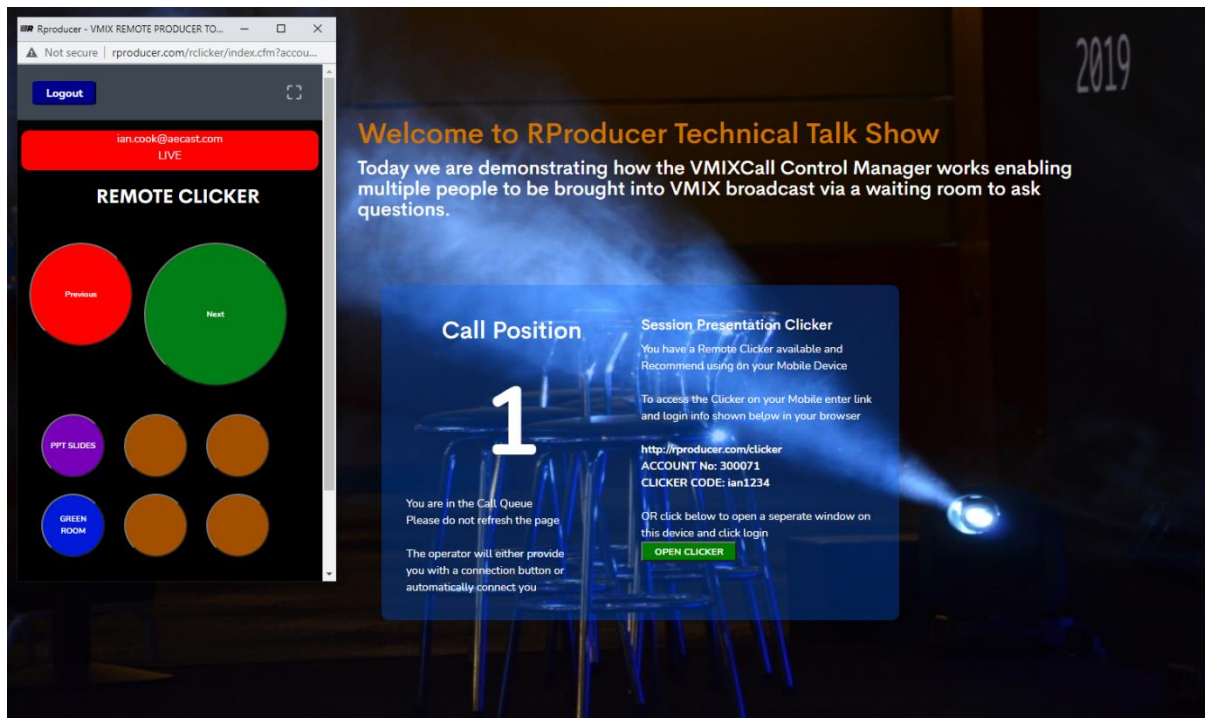 Rproducer - VMIX REMOTE PRODUCER TO...
Not secure | rproducer.com/rclicker/index.cfm?accou...
Logout
ian.cook@aecast.com
LIVE
REMOTE CLICKER
Previous
Next
PPT SLIDES
GREEN
ROOM
2019
Welcome to RProducer Technical Talk Show
Today we are demonstrating how the VMIXCall Control Manager works enabling
multiple people to be brought into VMIX broadcast via a waiting room to ask
questions.
Call Position
1
You are in the Call Queue
Please do not refresh the page
The operator will either provide
you with a connection button or
automatically connect you
Session Presentation Clicker
You have a Remote Clicker available and
Recommend using on your Mobile Device
To access the Clicker on your Mobile enter link
and login info shown below in your browser
http://rproducer.com/clicker
ACCOUNT No: 300071
CLICKER CODE: ian1234
OR click below to open a seperate window on
this device and click login
OPEN CLICKER